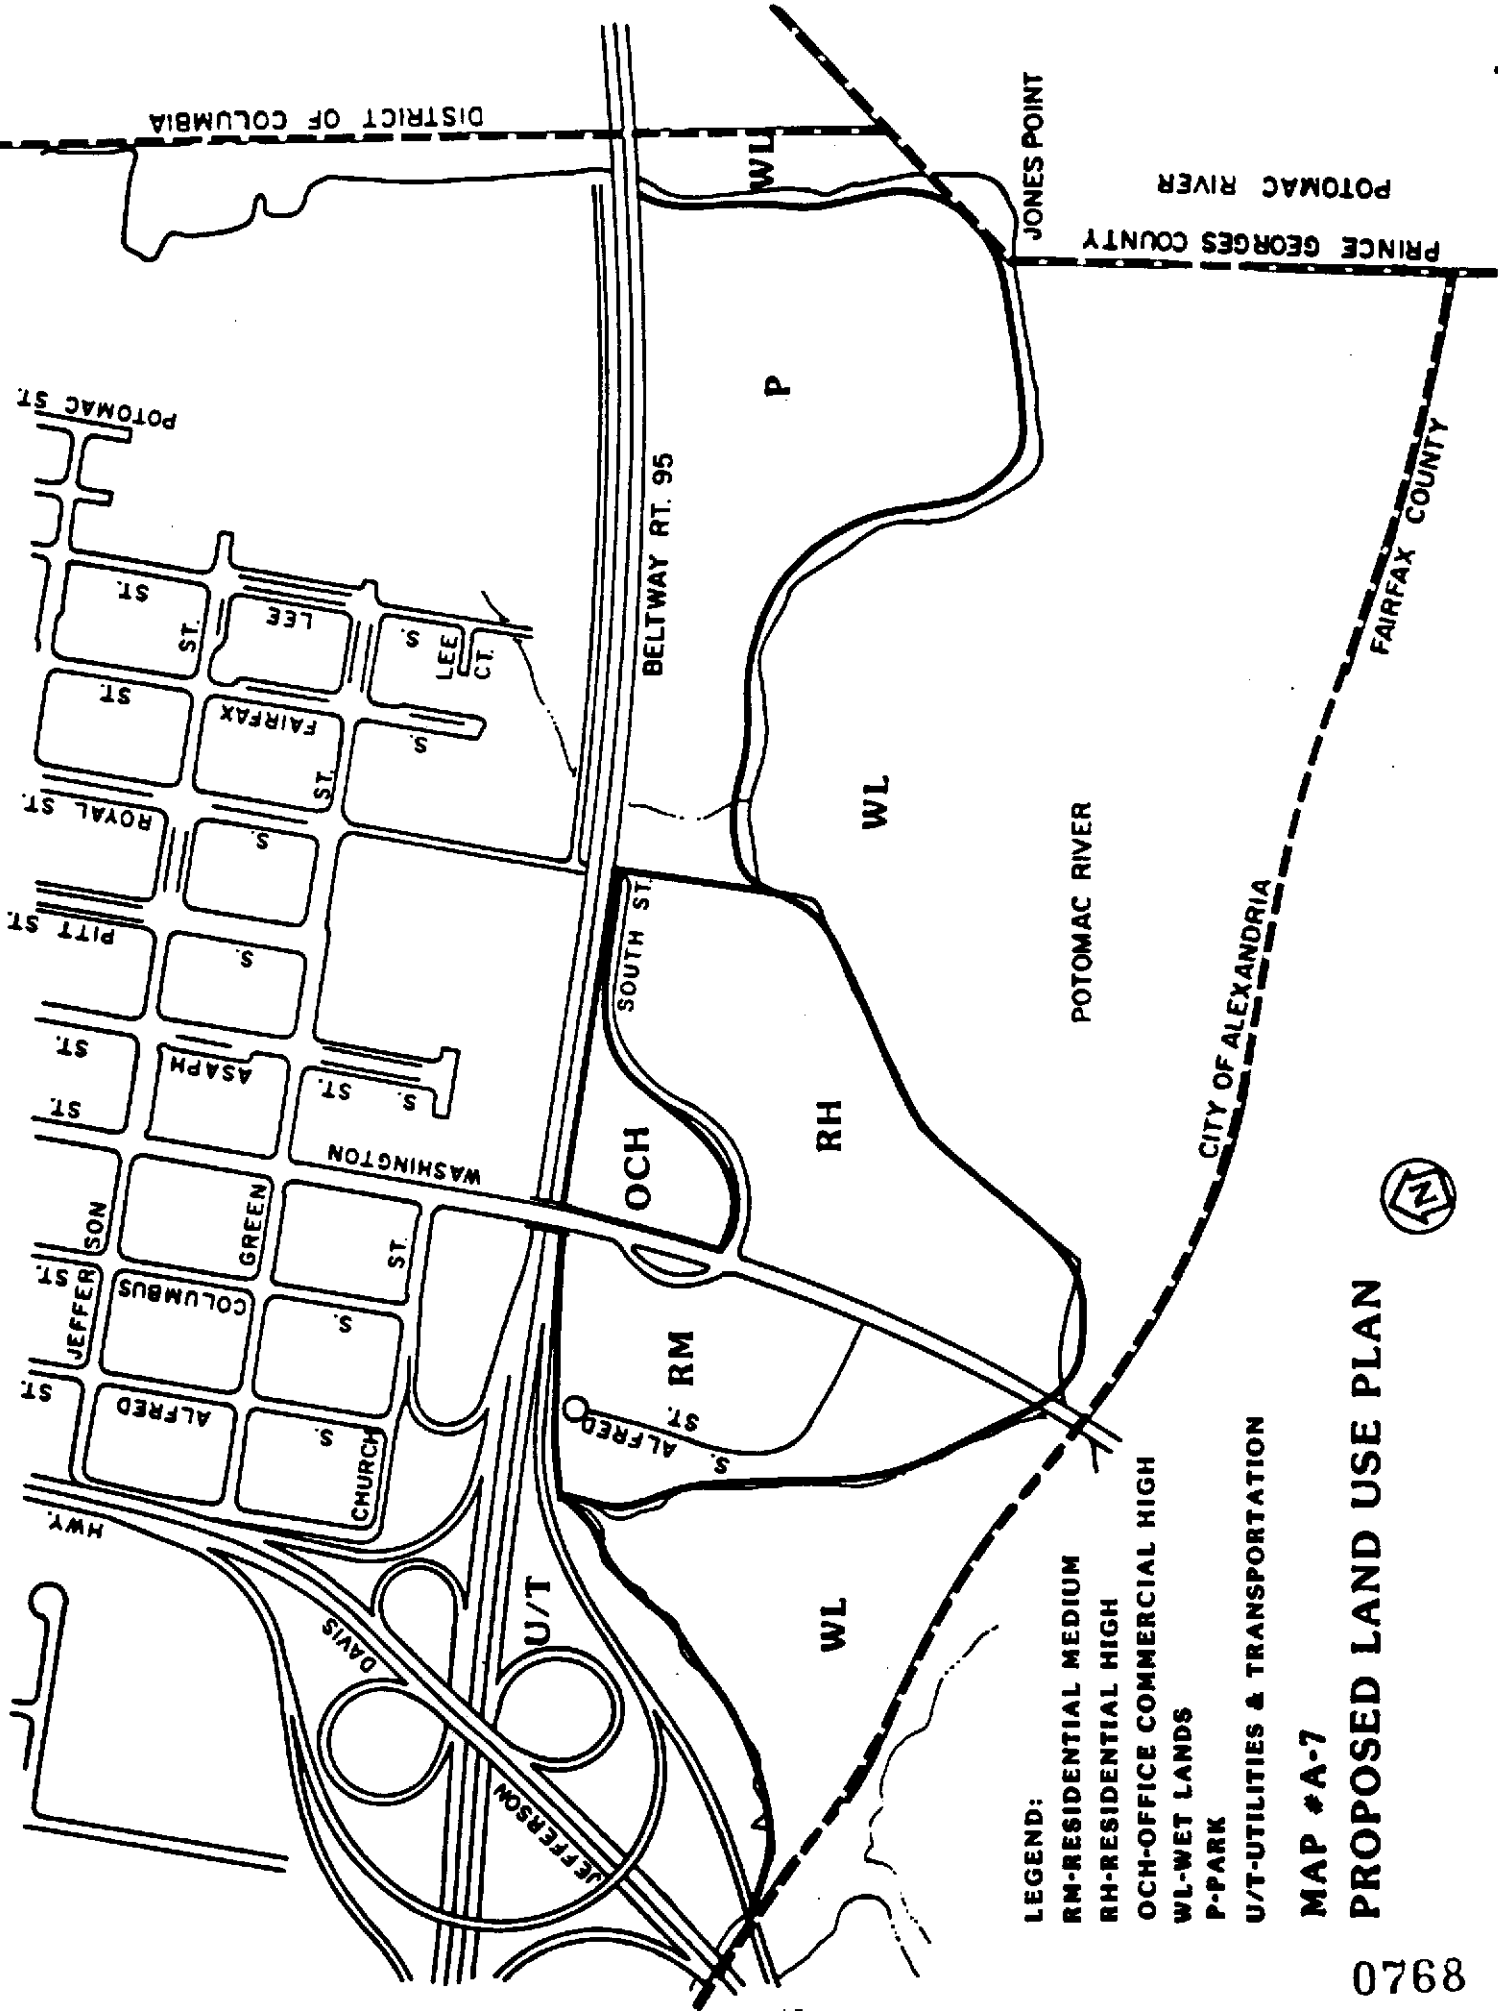 DISTRICT OF COLUMBIA
WL
JONES POINT
POTOMAC RIVER
PRINCE GEORGES COUNTY
P
BELTWAY RT. 95
FAIRFAX COUNTY
CITY OF ALEXANDRIA
POTOMAC RIVER
WL
POTOMAC ST.
ST.
ST.
LEE
S.
LEE
CT.
ST.
FAIRFAX
ST.
S.
ROYAL ST.
S.
PITT ST.
S.
ST.
ASAPH
ST.
S.
ST.
WASHINGTON
SOUTH ST.
OCH
RH
JEFFERSON
GREEN
ST.
ST.
COLUMBUS
S.
ST.
ALFRED
S.
CHURCH
RM
S. ALFRED ST.
HWY.
DAVIS
JEFFERSON
U/T
WL
N
LEGEND:
RM-RESIDENTIAL MEDIUM
RH-RESIDENTIAL HIGH
OCH-OFFICE COMMERCIAL HIGH
WL-WET LANDS
P-PARK
U/T-UTILITIES & TRANSPORTATION
MAP #A-7
PROPOSED LAND USE PLAN
0768